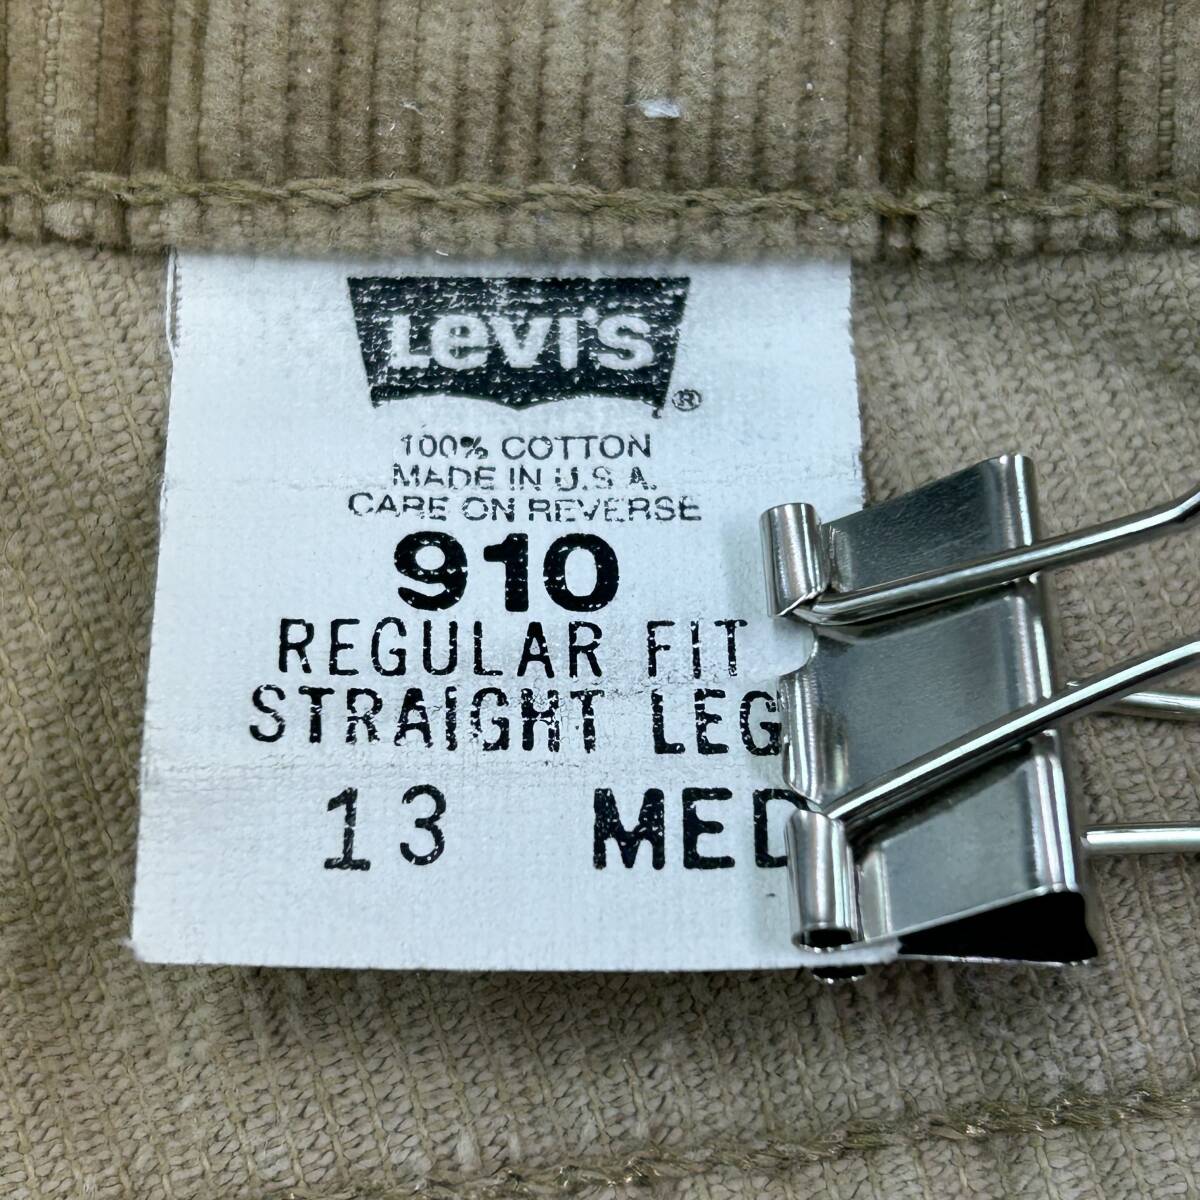 Levi's®
100% COTTON
MADE IN U.S.A.
CARE ON REVERSE
910
REGULAR FIT
STRAIGHT LEG
13 MED